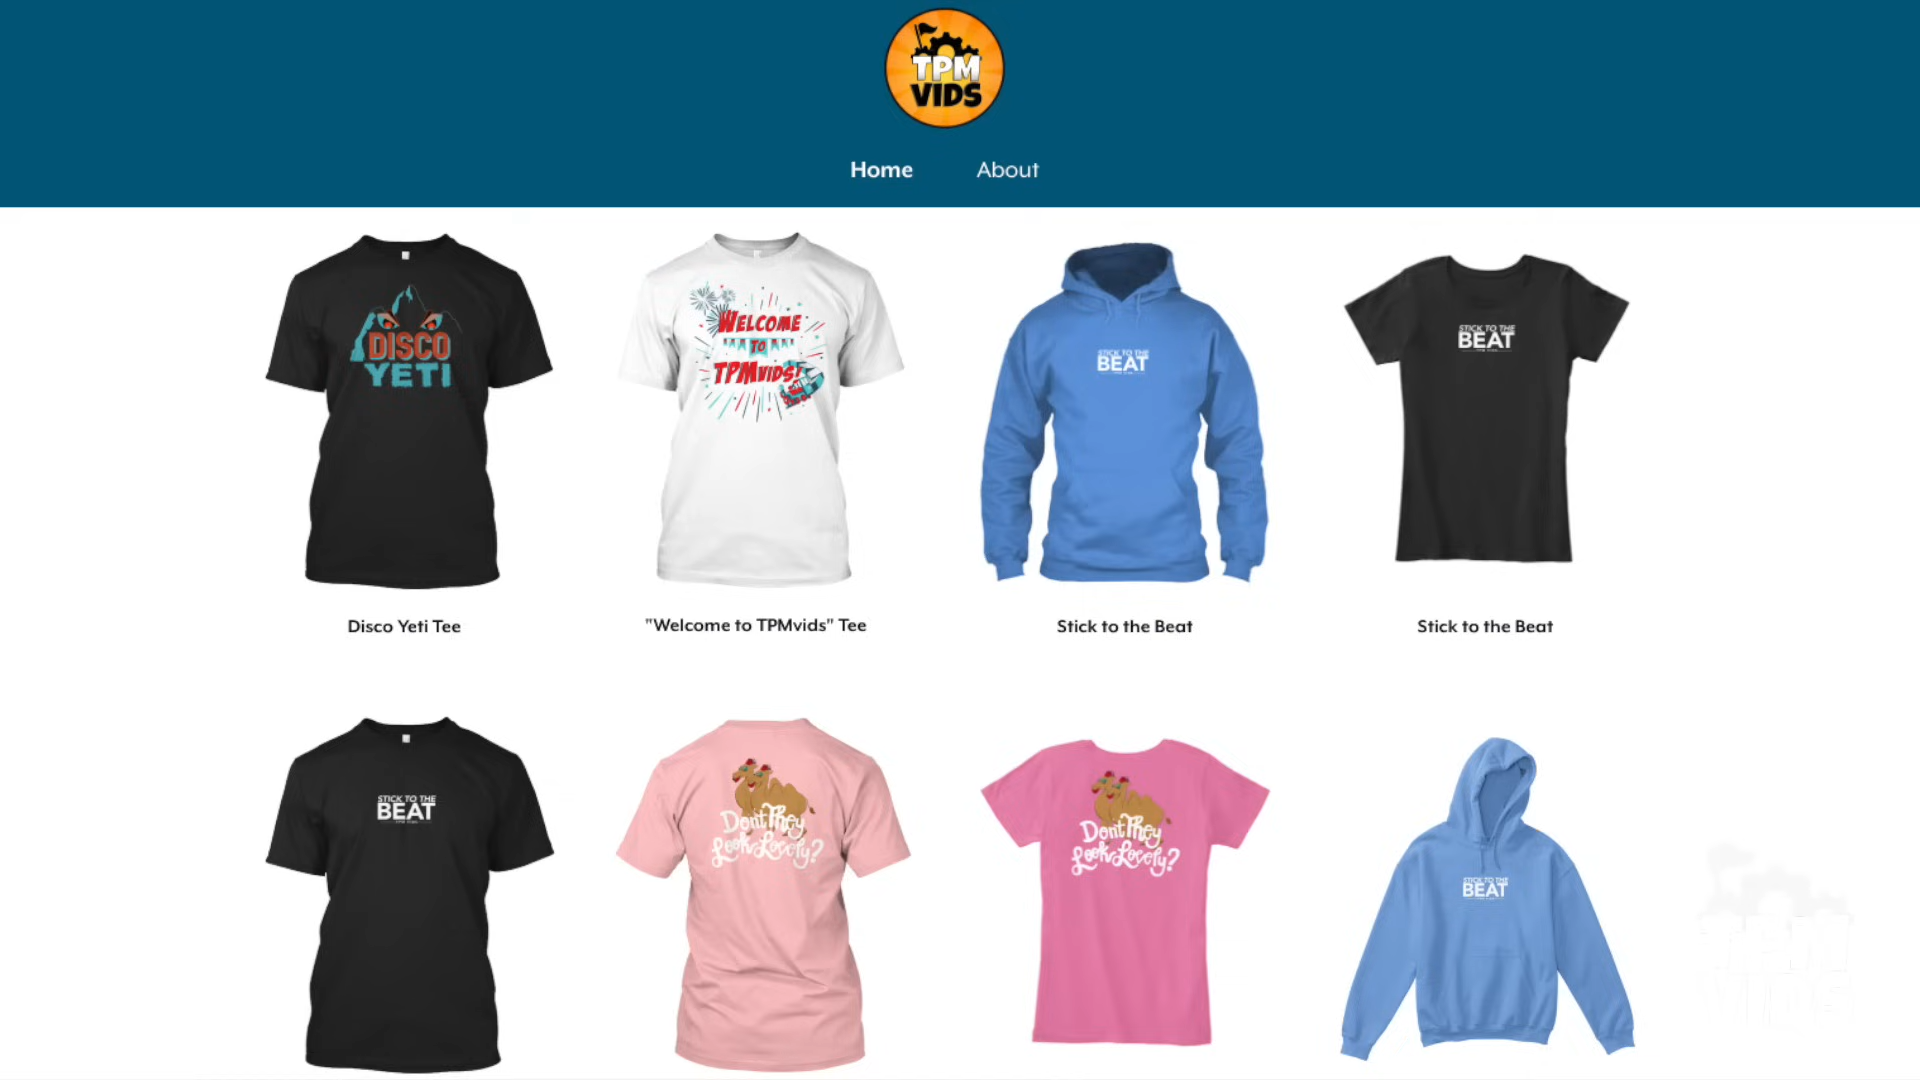 TPM
VIDS
Home
About
DISCO
YETI
WELCOME
TO
TPMVIDS!
STICK TO THE
BEAT
STICK TO THE
BEAT
Disco Yeti Tee
"Welcome to TPMvids" Tee
Stick to the Beat
Stick to the Beat
STICK TO THE
BEAT
Don't They
Look Lovely?
Don't They
Look Lovely?
STICK TO THE
BEAT
TPM
VIDS